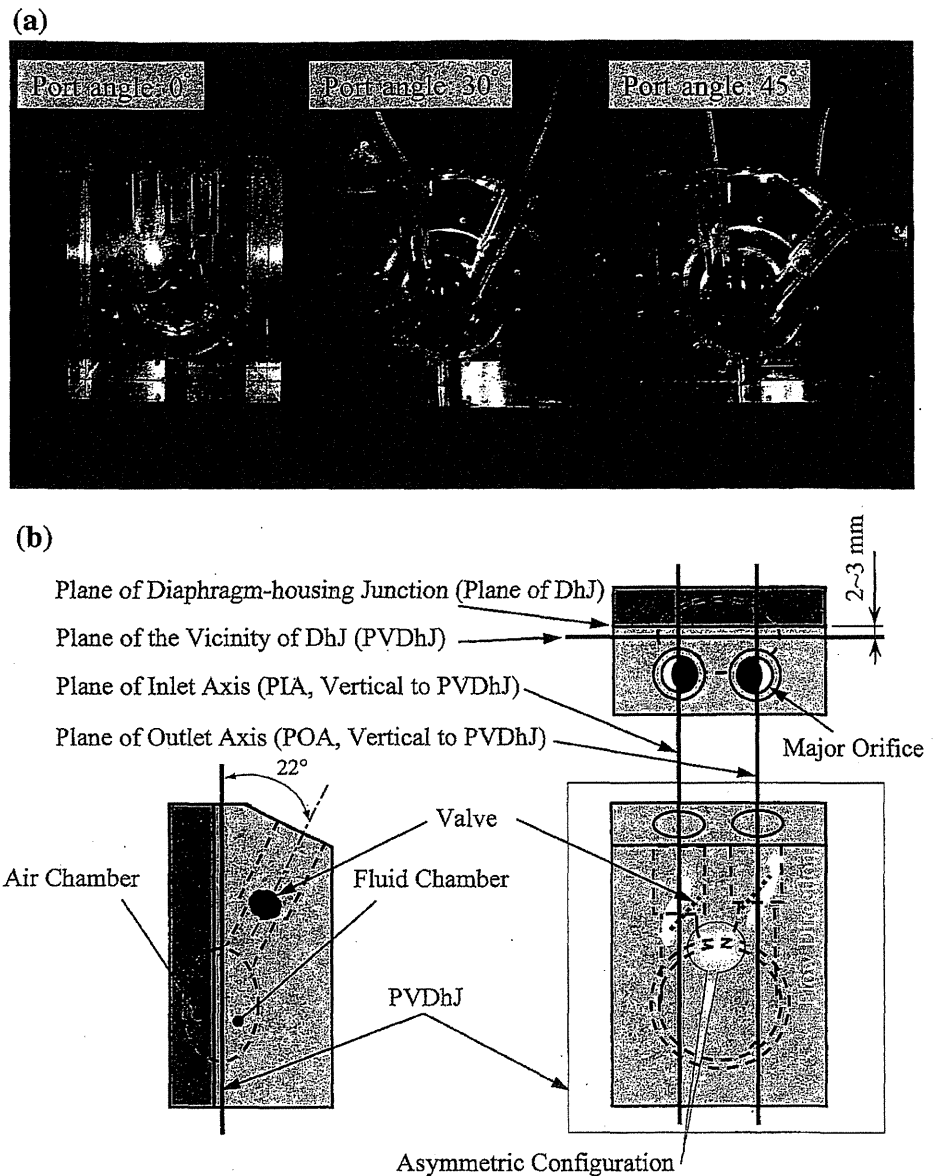 (a)
Port angle: 0°
Port angle: 30°
Port angle: 45°
(b)
2~3 mm
Plane of Diaphragm-housing Junction (Plane of DhJ)
Plane of the Vicinity of DhJ (PVDhJ)
Plane of Inlet Axis (PIA, Vertical to PVDhJ)
Plane of Outlet Axis (POA, Vertical to PVDhJ)
Major Orifice
22°
Valve
Air Chamber
Fluid Chamber
Flow Direction
PVDhJ
Asymmetric Configuration